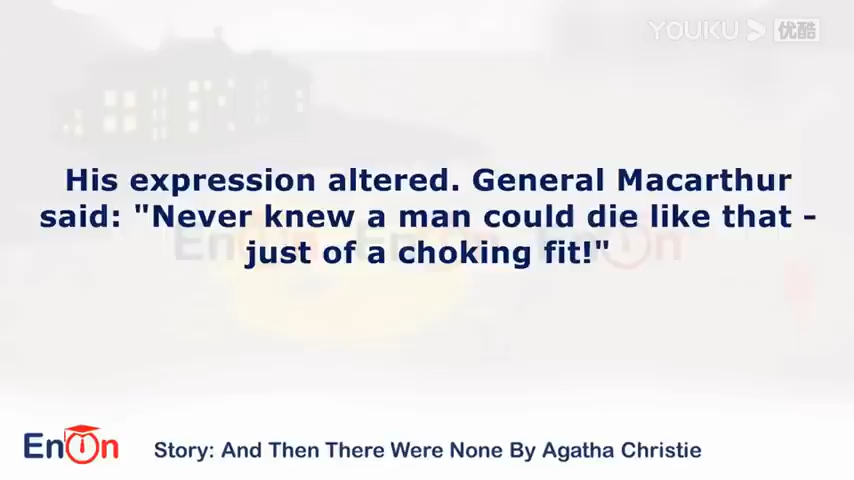 YOUKU 优酷
His expression altered. General Macarthur
said: "Never knew a man could die like that -
just of a choking fit!"
EnOn
Story: And Then There Were None By Agatha Christie